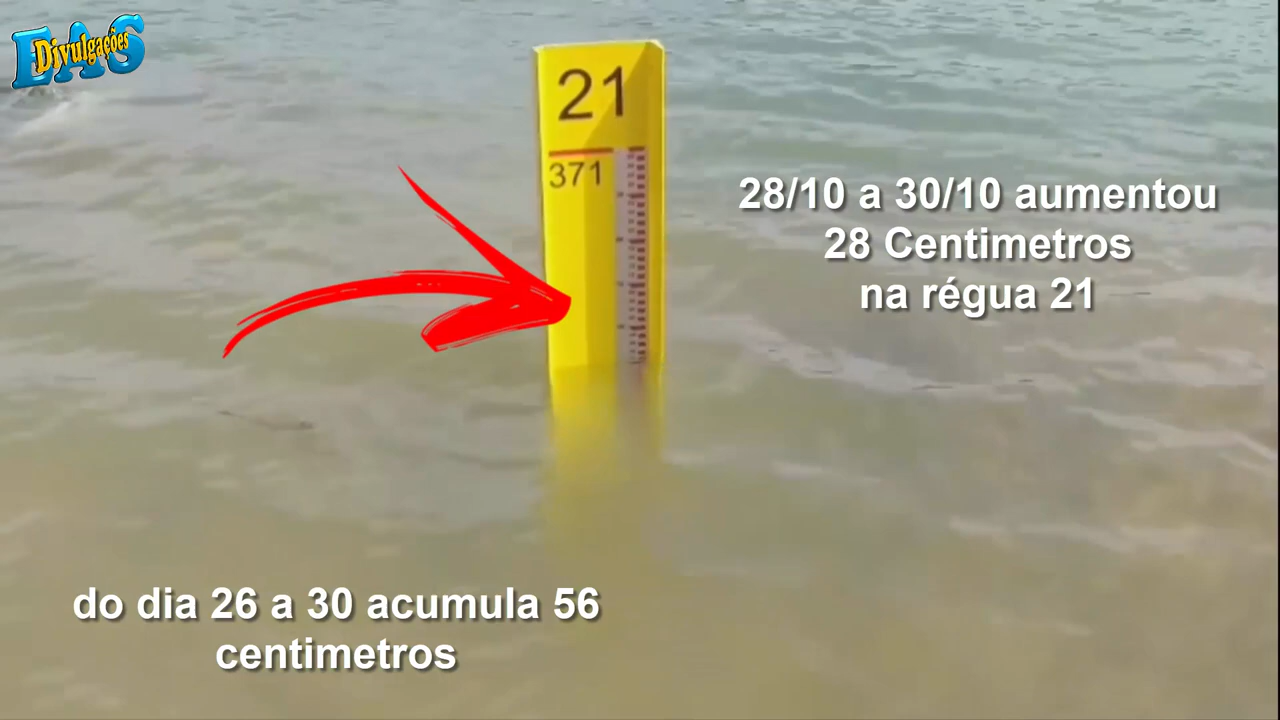 EAS
Divulgações
21
371
28/10 a 30/10 aumentou
28 Centimetros
na régua 21
do dia 26 a 30 acumula 56
centimetros